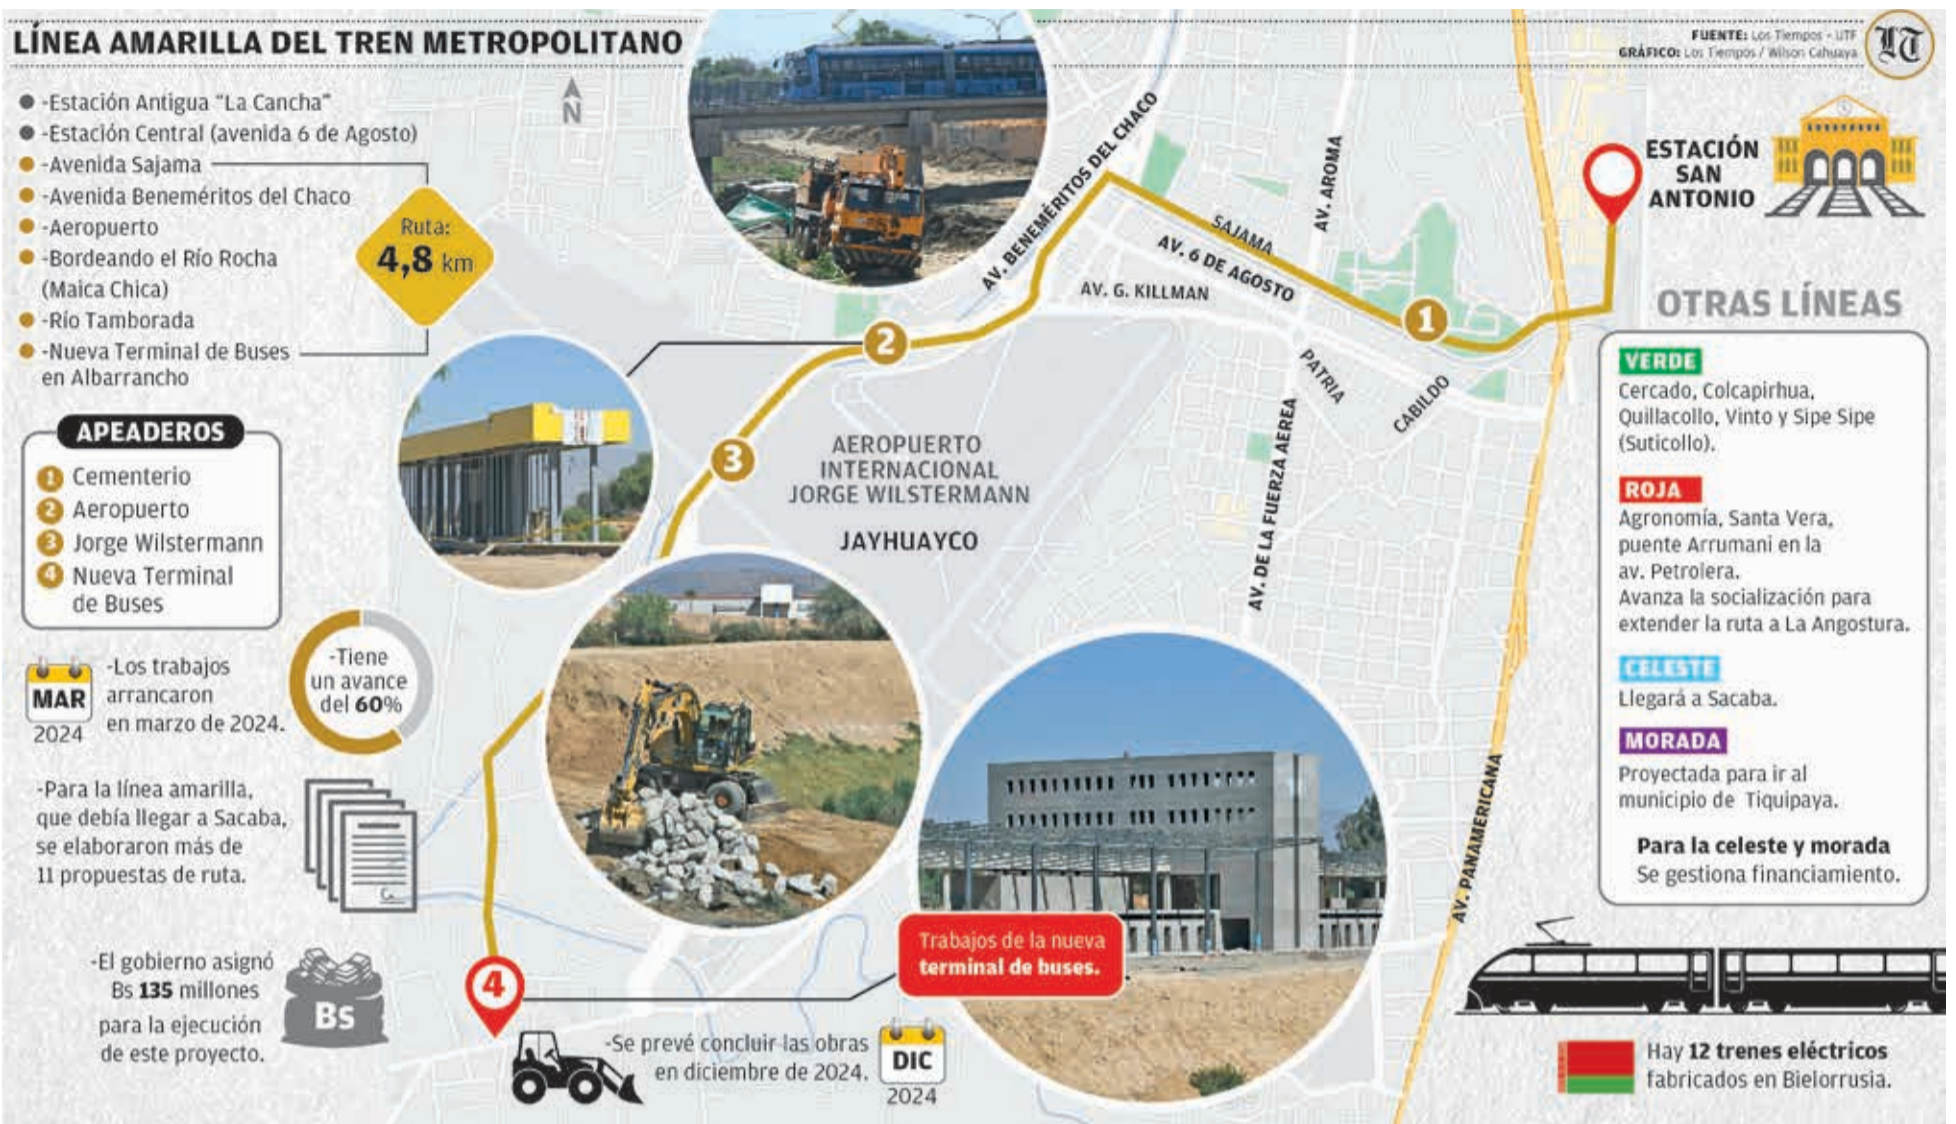 LÍNEA AMARILLA DEL TREN METROPOLITANO
FUENTE: Los Tiempos - UTF
GRÁFICO: Los Tiempos / Wilson Cahuaya
LT
-Estación Antigua “La Cancha”
-Estación Central (avenida 6 de Agosto)
-Avenida Sajama
-Avenida Beneméritos del Chaco
-Aeropuerto
-Bordeando el Río Rocha
(Maica Chica)
-Río Tamborada
-Nueva Terminal de Buses
en Albarrancho
Ruta:
4,8 km
APEADEROS
1 Cementerio
2 Aeropuerto
3 Jorge Wilstermann
4 Nueva Terminal
de Buses
MAR
2024
-Los trabajos
arrancaron
en marzo de 2024.
-Tiene
un avance
del 60%
-Para la línea amarilla,
que debía llegar a Sacaba,
se elaboraron más de
11 propuestas de ruta.
-El gobierno asignó
Bs 135 millones
para la ejecución
de este proyecto.
Bs
N
AV. BENEMÉRITOS DEL CHACO
SAJAMA
AV. 6 DE AGOSTO
AV. G. KILLMAN
AV. AROMA
PATRIA
CABILDO
AV. DE LA FUERZA AEREA
AV. PANAMERICANA
1
2
3
4
AEROPUERTO
INTERNACIONAL
JORGE WILSTERMANN
JAYHUAYCO
Trabajos de la nueva
terminal de buses.
-Se prevé concluir las obras
en diciembre de 2024.
DIC
2024
ESTACIÓN
SAN
ANTONIO
OTRAS LÍNEAS
VERDE
Cercado, Colcapirhua,
Quillacollo, Vinto y Sipe Sipe
(Suticollo).
ROJA
Agronomía, Santa Vera,
puente Arrumani en la
av. Petrolera.
Avanza la socialización para
extender la ruta a La Angostura.
CELESTE
Llegará a Sacaba.
MORADA
Proyectada para ir al
municipio de Tiquipaya.
Para la celeste y morada
Se gestiona financiamiento.
Hay 12 trenes eléctricos
fabricados en Bielorrusia.